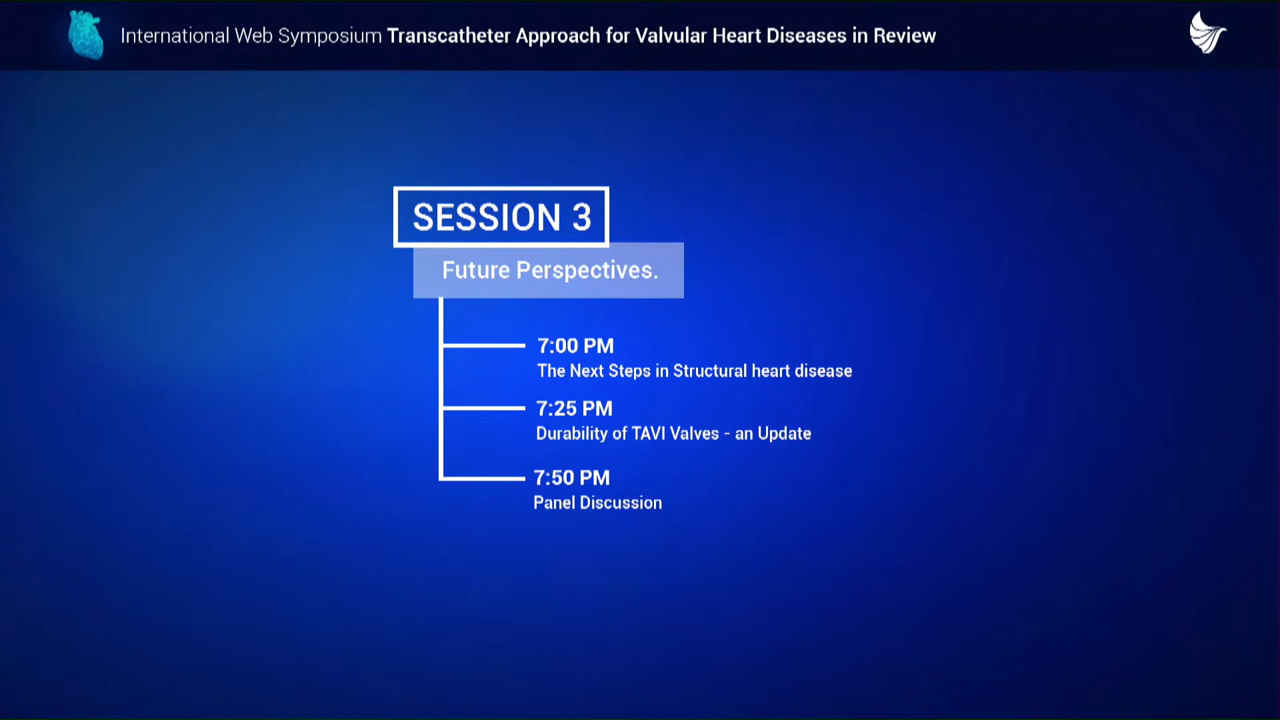 International Web Symposium Transcatheter Approach for Valvular Heart Diseases in Review
SESSION 3
Future Perspectives.
7:00 PM
The Next Steps in Structural heart disease
7:25 PM
Durability of TAVI Valves - an Update
7:50 PM
Panel Discussion